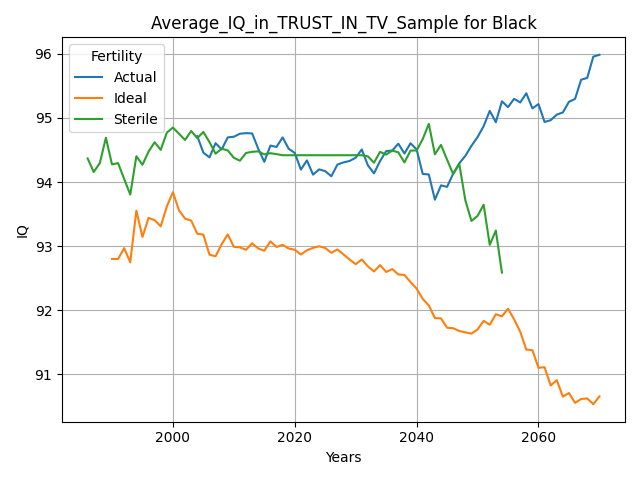 Average_IQ_in_TRUST_IN_TV_Sample for Black
Fertility
Actual
Ideal
Sterile
96
95
94
93
92
91
IQ
2000
2020
2040
2060
Years